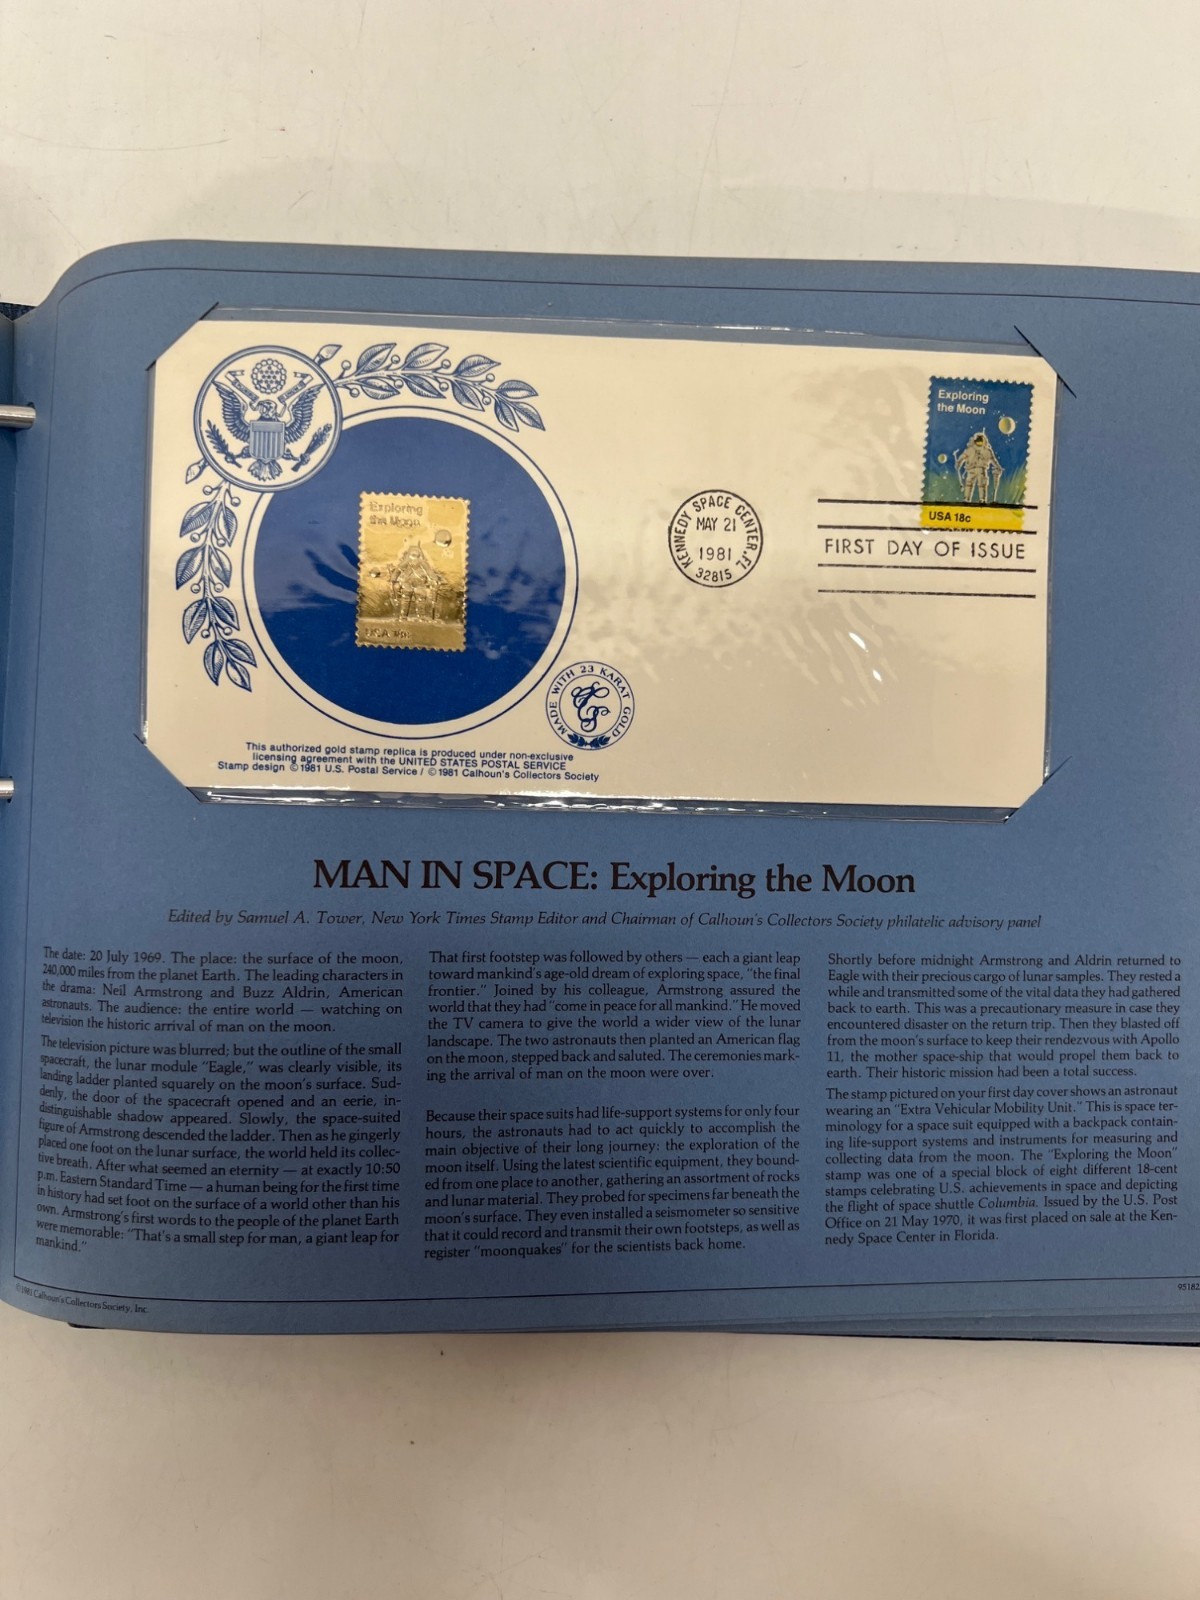 Exploring
the Moon
USA 18c
Exploring
the Moon
USA
KENNEDY SPACE CENTER, FL
MAY 21
1981
32815
FIRST DAY OF ISSUE
MADE WITH 23 KARAT GOLD
This authorized gold stamp replica is produced under non-exclusive
licensing agreement with the UNITED STATES POSTAL SERVICE
Stamp design ©1981 U.S. Postal Service / ©1981 Calhoun's Collectors Society
MAN IN SPACE: Exploring the Moon
Edited by Samuel A. Tower, New York Times Stamp Editor and Chairman of Calhoun's Collectors Society philatelic advisory panel
The date: 20 July 1969. The place: the surface of the moon,
240,000 miles from the planet Earth. The leading characters in
the drama: Neil Armstrong and Buzz Aldrin, American
astronauts. The audience: the entire world — watching on
television the historic arrival of man on the moon.
The television picture was blurred; but the outline of the small
spacecraft, the lunar module "Eagle," was clearly visible, its
landing ladder planted squarely on the moon's surface. Sud-
denly, the door of the spacecraft opened and an eerie, in-
distinguishable shadow appeared. Slowly, the space-suited
figure of Armstrong descended the ladder. Then as he gingerly
placed one foot on the lunar surface, the world held its collec-
tive breath. After what seemed an eternity — at exactly 10:50
p.m. Eastern Standard Time — a human being for the first time
in history had set foot on the surface of a world other than his
own. Armstrong's first words to the people of the planet Earth
were memorable: "That's a small step for man, a giant leap for
mankind."
That first footstep was followed by others — each a giant leap
toward mankind's age-old dream of exploring space, "the final
frontier." Joined by his colleague, Armstrong assured the
world that they had "come in peace for all mankind." He moved
the TV camera to give the world a wider view of the lunar
landscape. The two astronauts then planted an American flag
on the moon, stepped back and saluted. The ceremonies mark-
ing the arrival of man on the moon were over.
Because their space suits had life-support systems for only four
hours, the astronauts had to act quickly to accomplish the
main objective of their long journey: the exploration of the
moon itself. Using the latest scientific equipment, they bound-
ed from one place to another, gathering an assortment of rocks
and lunar material. They probed for specimens far beneath the
moon's surface. They even installed a seismometer so sensitive
that it could record and transmit their own footsteps, as well as
register "moonquakes" for the scientists back home.
Shortly before midnight Armstrong and Aldrin returned to
Eagle with their precious cargo of lunar samples. They rested a
while and transmitted some of the vital data they had gathered
back to earth. This was a precautionary measure in case they
encountered disaster on the return trip. Then they blasted off
from the moon's surface to keep their rendezvous with Apollo
11, the mother space-ship that would propel them back to
earth. Their historic mission had been a total success.
The stamp pictured on your first day cover shows an astronaut
wearing an "Extra Vehicular Mobility Unit." This is space ter-
minology for a space suit equipped with a backpack contain-
ing life-support systems and instruments for measuring and
collecting data from the moon. The "Exploring the Moon"
stamp was one of a special block of eight different 18-cent
stamps celebrating U.S. achievements in space and depicting
the flight of space shuttle Columbia. Issued by the U.S. Post
Office on 21 May 1970, it was first placed on sale at the Ken-
nedy Space Center in Florida.
©1981 Calhoun's Collectors Society, Inc.
95182